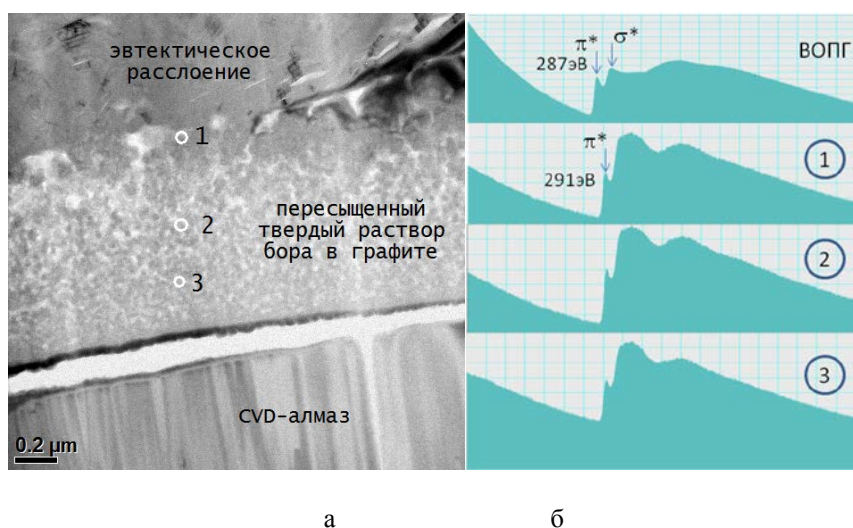 эвтектическое
расслоение
1
2
пересыщенный
твердый раствор
бора в графите
3
CVD-алмаз
0.2 µm
π* σ*
287эВ
ВОПГ
π*
291эВ
1
2
3
а б